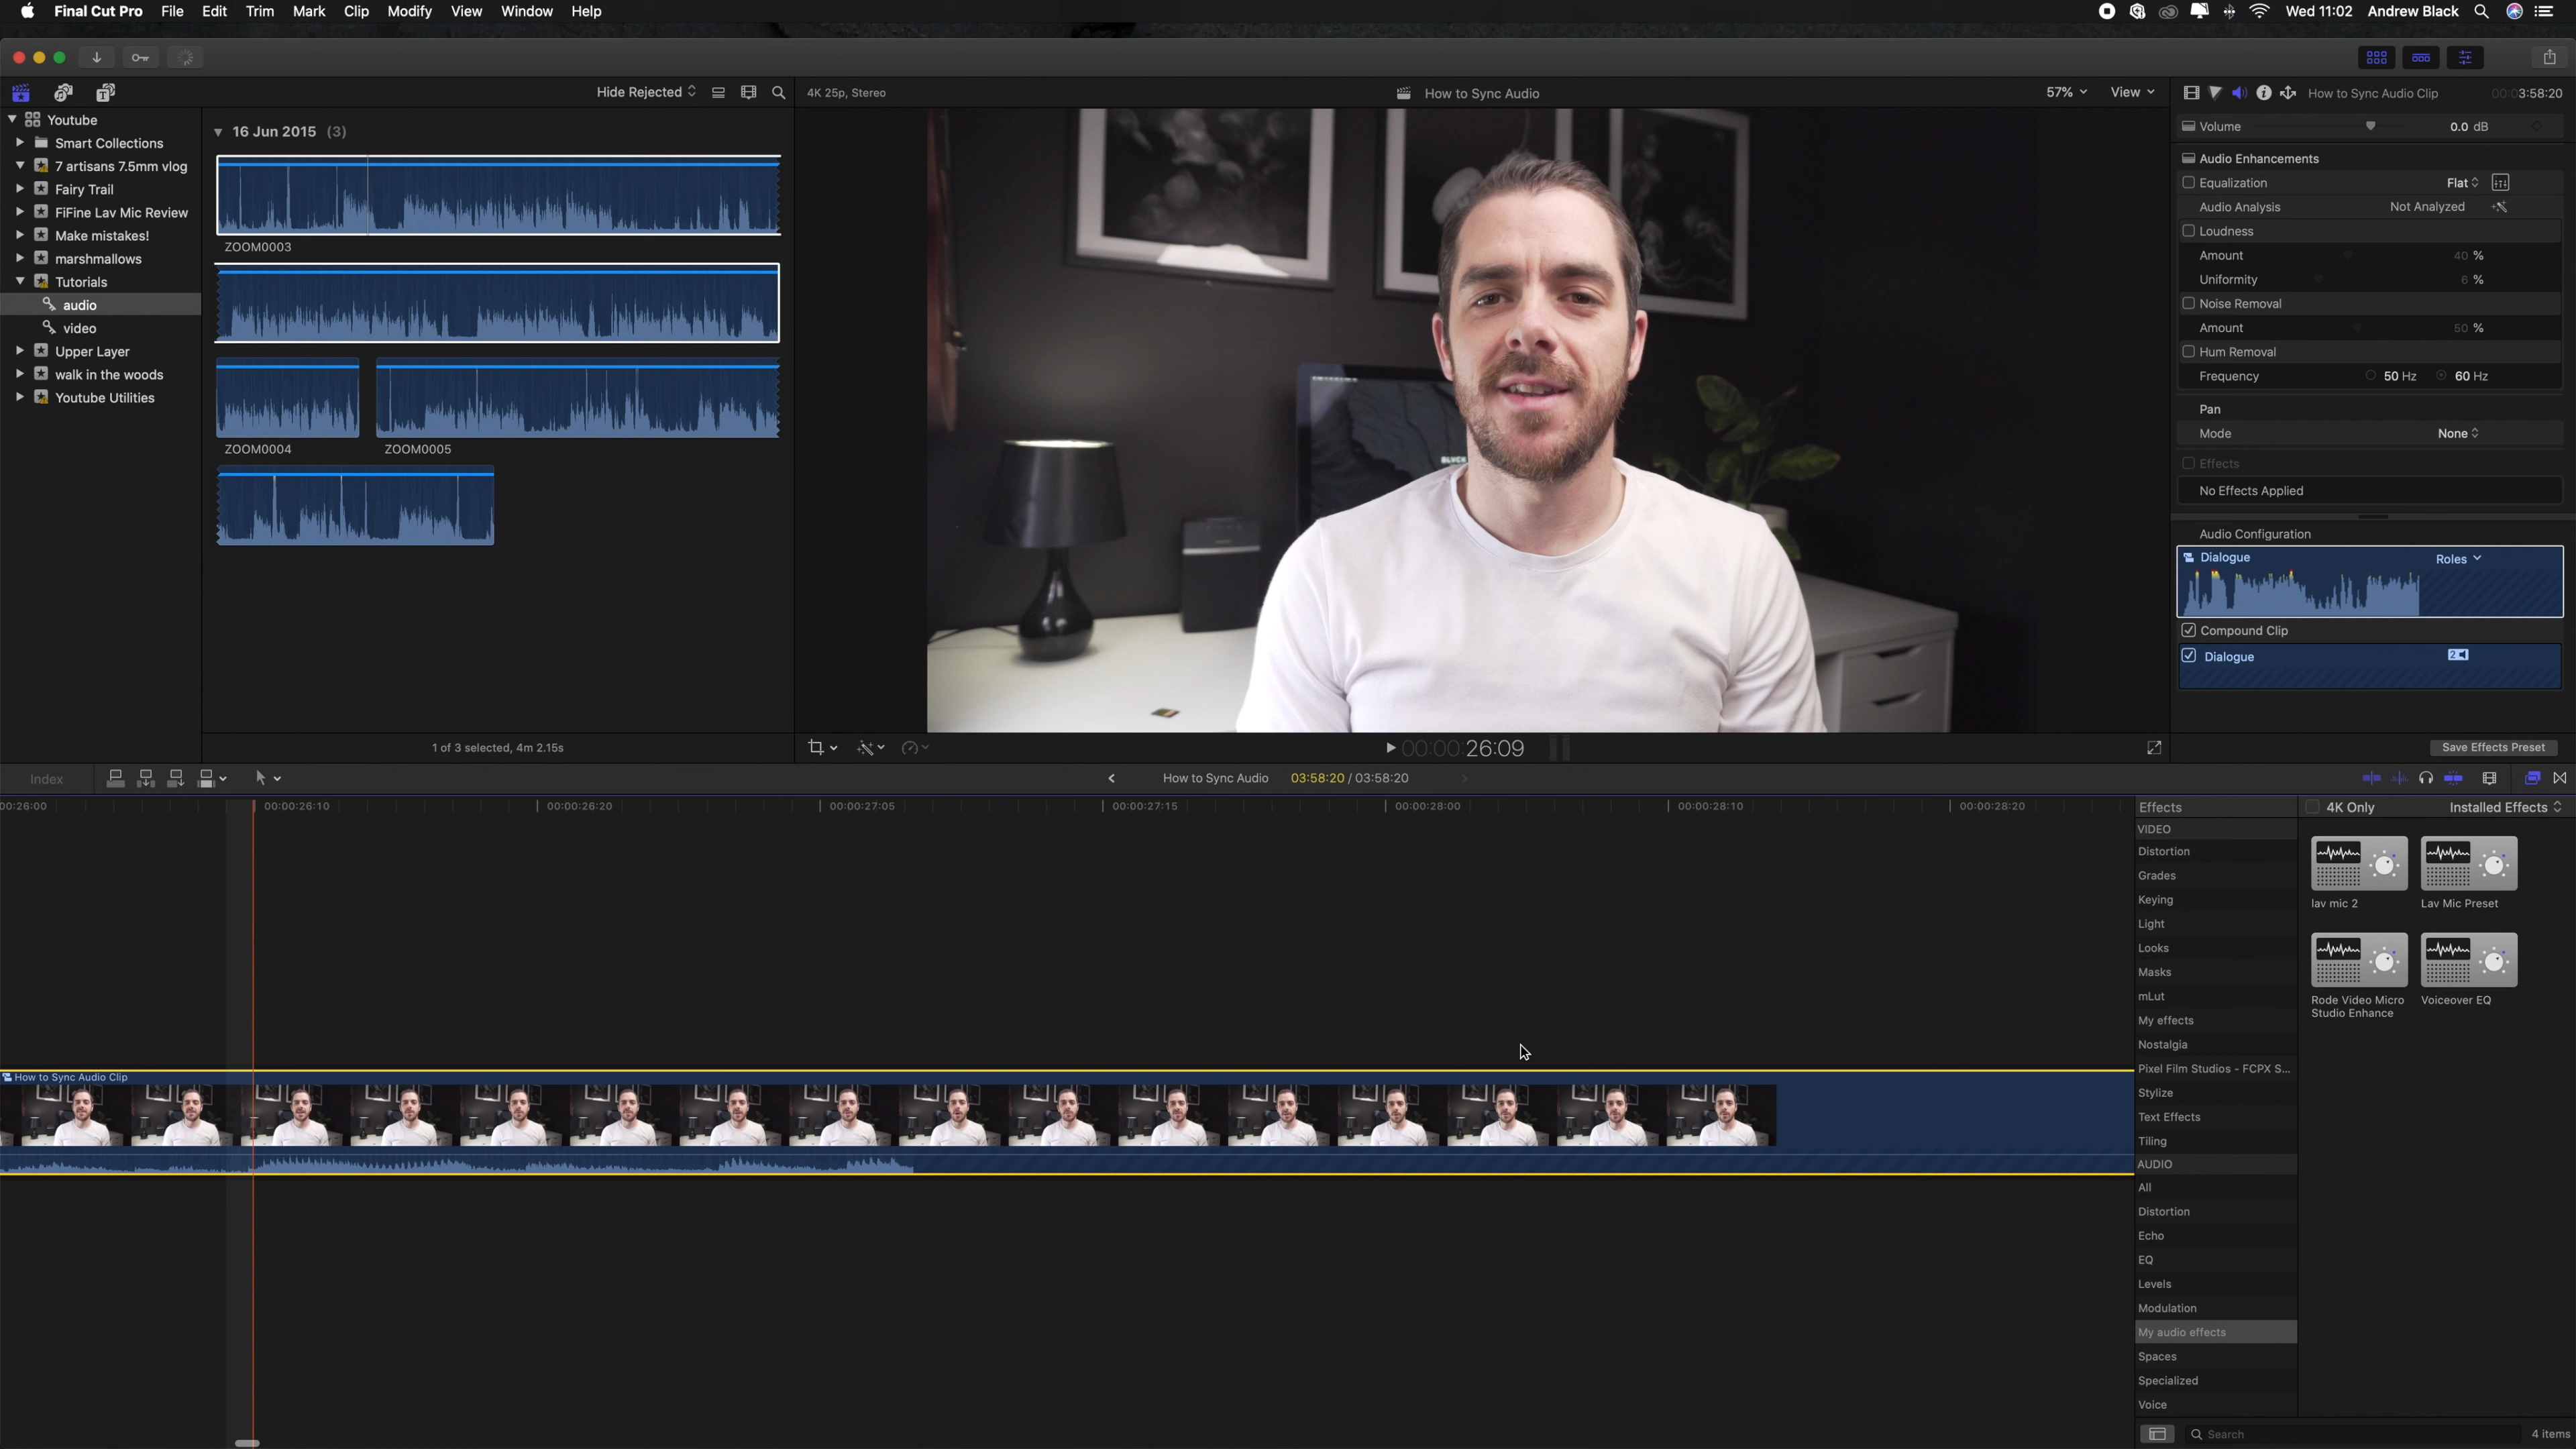 Final Cut Pro File Edit Trim Mark Clip Modify View Window Help
Wed 11:02 Andrew Black
Hide Rejected
4K 25p, Stereo
How to Sync Audio
57% View
How to Sync Audio Clip
00:03:58:20
Youtube
Smart Collections
7 artisans 7.5mm vlog
Fairy Trail
FiFine Lav Mic Review
Make mistakes!
marshmallows
Tutorials
audio
video
Upper Layer
walk in the woods
Youtube Utilities
16 Jun 2015 (3)
ZOOM0003
ZOOM0004
ZOOM0005
1 of 3 selected, 4m 2.15s
00:00:26:09
Volume 0.0 dB
Audio Enhancements
Equalization Flat
Audio Analysis Not Analyzed
Loudness
Amount 40 %
Uniformity 6 %
Noise Removal
Amount 50 %
Hum Removal
Frequency 50 Hz 60 Hz
Pan
Mode None
Effects
No Effects Applied
Audio Configuration
Dialogue Roles
Compound Clip
Dialogue 2
Save Effects Preset
Index
How to Sync Audio 03:58:20 / 03:58:20
00:26:00 00:00:26:10 00:00:26:20 00:00:27:05 00:00:27:15 00:00:28:00 00:00:28:10 00:00:28:20
How to Sync Audio Clip
Effects
4K Only Installed Effects
VIDEO
Distortion
Grades
Keying
Light
Looks
Masks
mLut
My effects
Nostalgia
Pixel Film Studios - FCPX S...
Stylize
Text Effects
Tiling
AUDIO
All
Distortion
Echo
EQ
Levels
Modulation
My audio effects
Spaces
Specialized
Voice
lav mic 2
Lav Mic Preset
Rode Video Micro
Studio Enhance
Voiceover EQ
Search
4 items